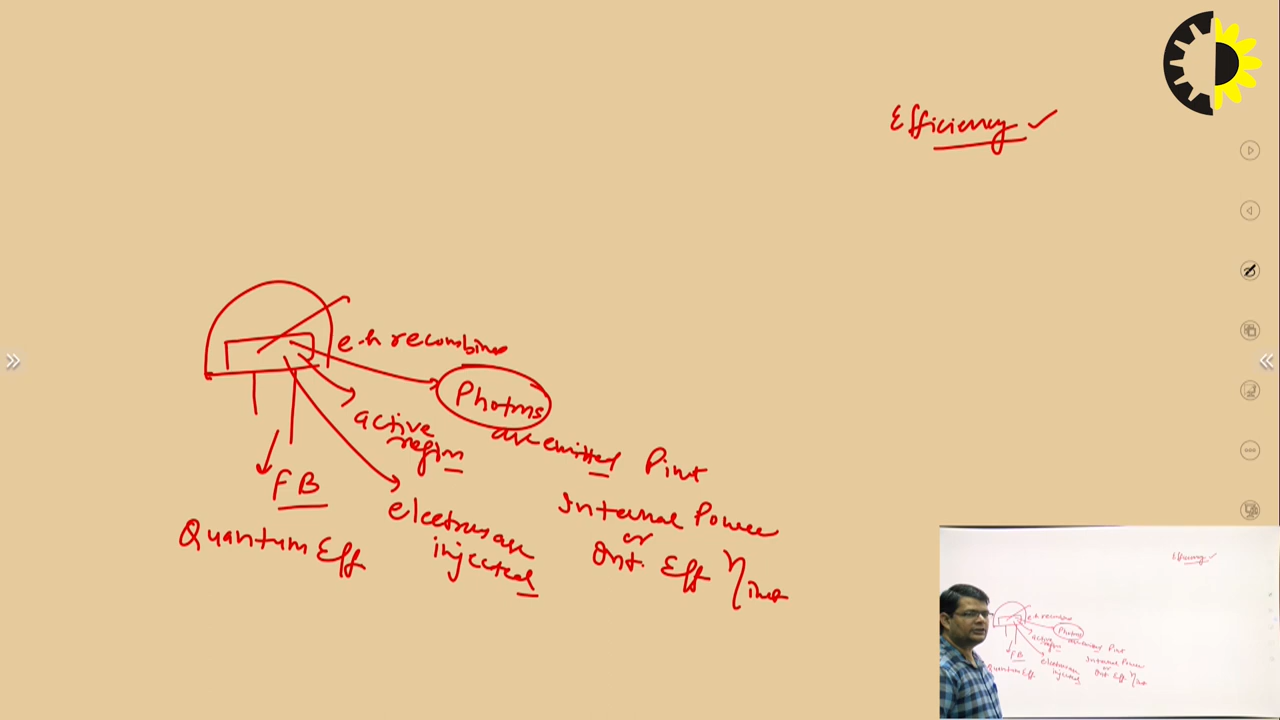 Efficiency ✓
e-h recombine
Photons
are emitted
active
region
Pint
FB
electrons are
injected
Internal Power
or
Int. Eff ηint
Quantum Eff